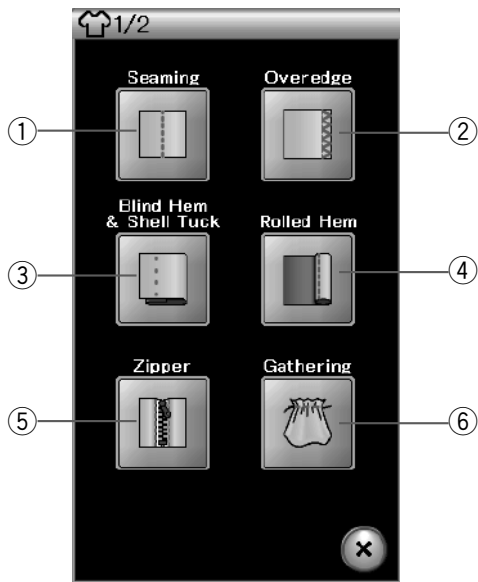 1/2
Seaming
Overedge
① ②
Blind Hem
& Shell Tuck
Rolled Hem
③ ④
Zipper
Gathering
⑤ ⑥